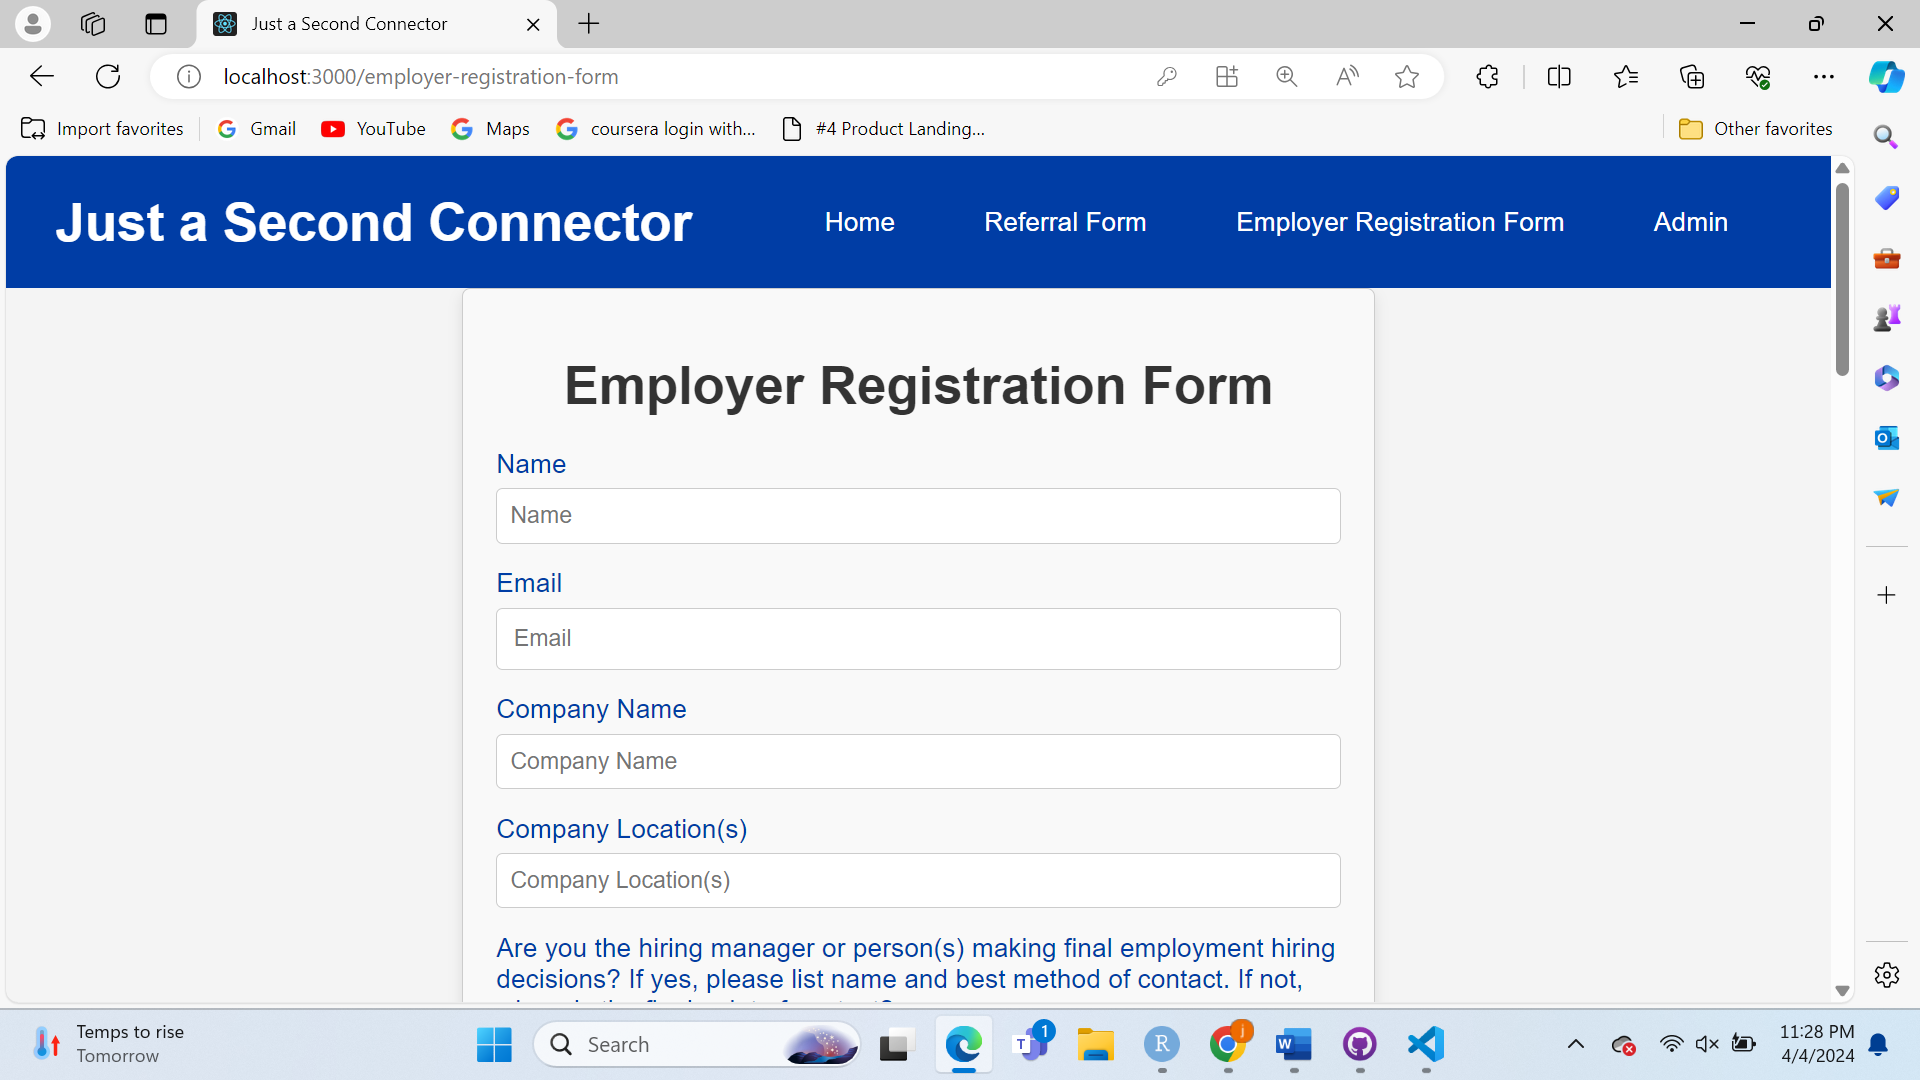 Just a Second Connector
localhost:3000/employer-registration-form
Import favorites
Gmail
YouTube
Maps
coursera login with...
#4 Product Landing...
Other favorites
Just a Second Connector
Home
Referral Form
Employer Registration Form
Admin
Employer Registration Form
Name
Name
Email
Email
Company Name
Company Name
Company Location(s)
Company Location(s)
Are you the hiring manager or person(s) making final employment hiring
decisions? If yes, please list name and best method of contact. If not,
Temps to rise
Tomorrow
Search
1
j
11:28 PM
4/4/2024